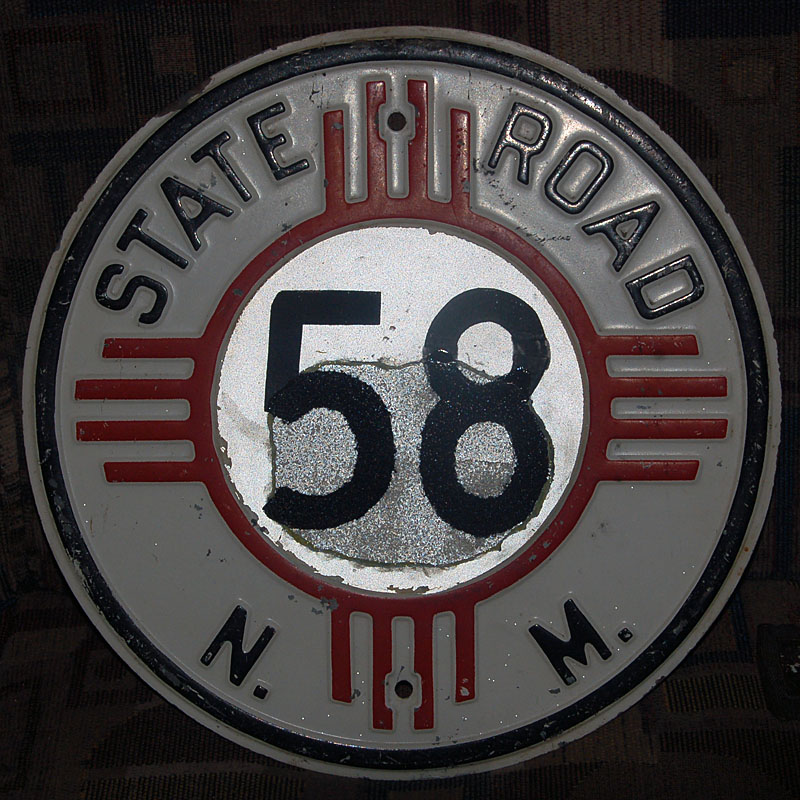 STATE ROAD
58
N. M.